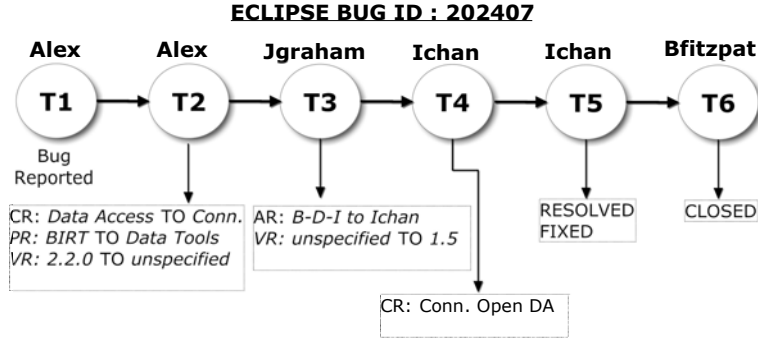 ECLIPSE BUG ID : 202407
Alex Alex Jgraham Ichan Ichan Bfitzpat
T1 T2 T3 T4 T5 T6
Bug
Reported
CR: Data Access TO Conn.
PR: BIRT TO Data Tools
VR: 2.2.0 TO unspecified
AR: B-D-I to Ichan
VR: unspecified TO 1.5
RESOLVED
FIXED
CLOSED
CR: Conn. Open DA